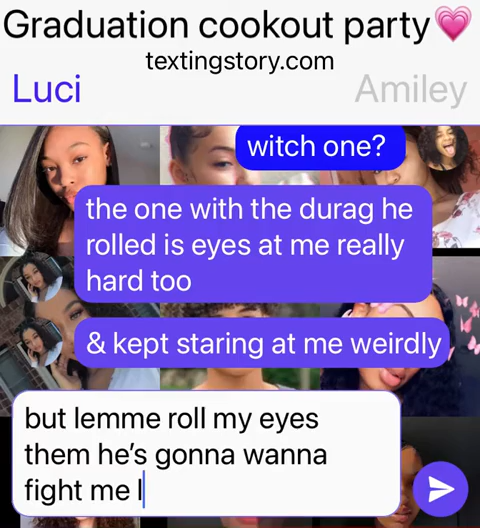 Graduation cookout party💗
textingstory.com
Luci
Amiley
witch one?
the one with the durag he
rolled is eyes at me really
hard too
& kept staring at me weirdly
but lemme roll my eyes
them he's gonna wanna
fight me l